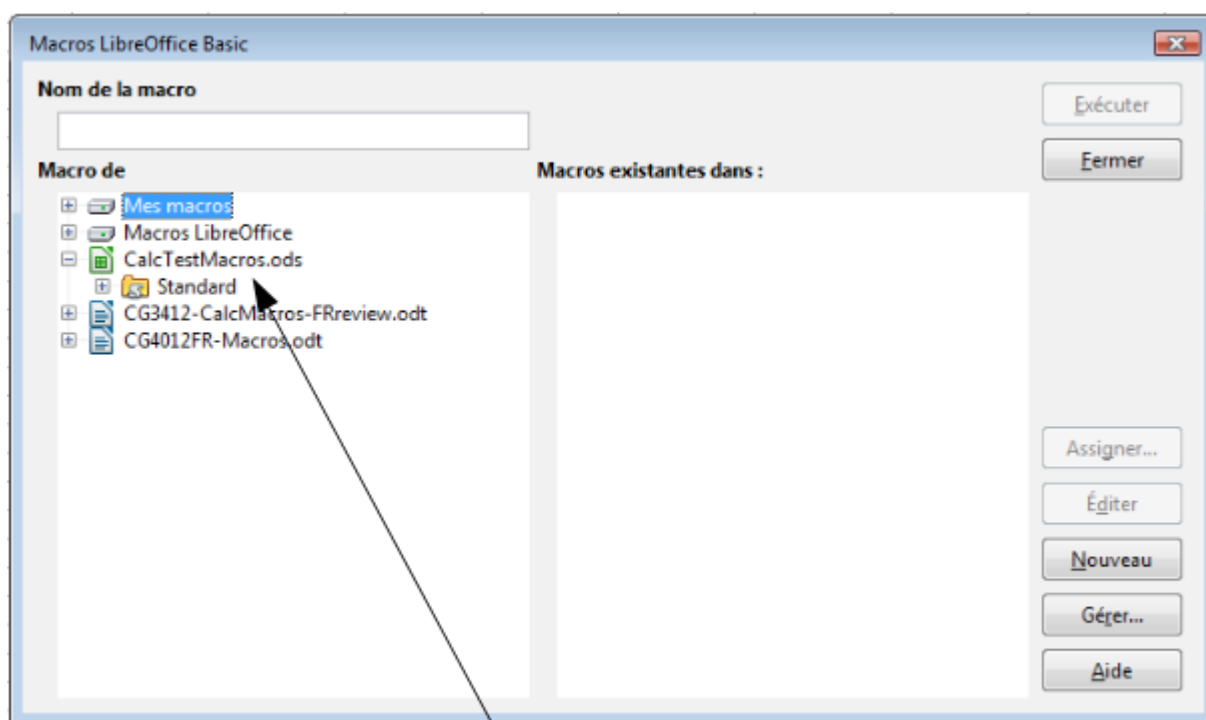 Macros LibreOffice Basic
Nom de la macro
Exécuter
Fermer
Macro de
Macros existantes dans :
Mes macros
Macros LibreOffice
CalcTestMacros.ods
Standard
CG3412-CalcMacros-FRreview.odt
CG4012FR-Macros.odt
Assigner...
Éditer
Nouveau
Gérer...
Aide